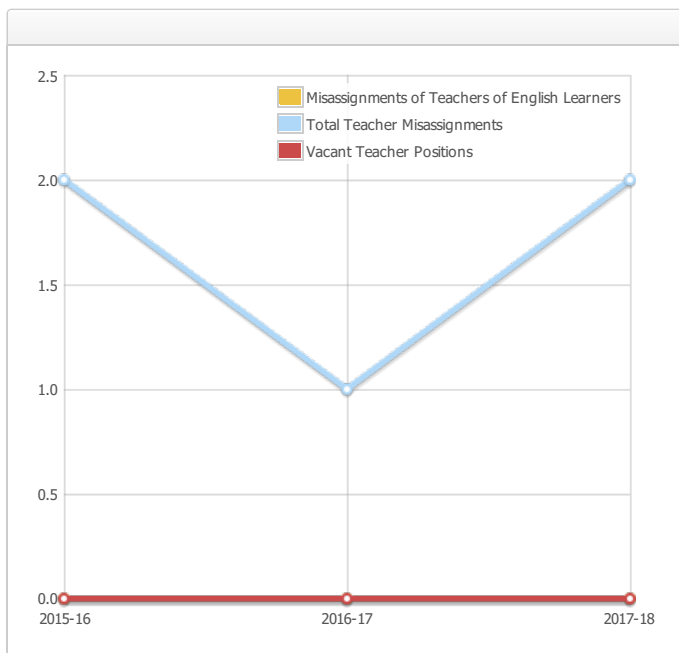 2.5
Misassignments of Teachers of English Learners
Total Teacher Misassignments
Vacant Teacher Positions
2.0
1.5
1.0
0.5
0.0
2015-16 2016-17 2017-18